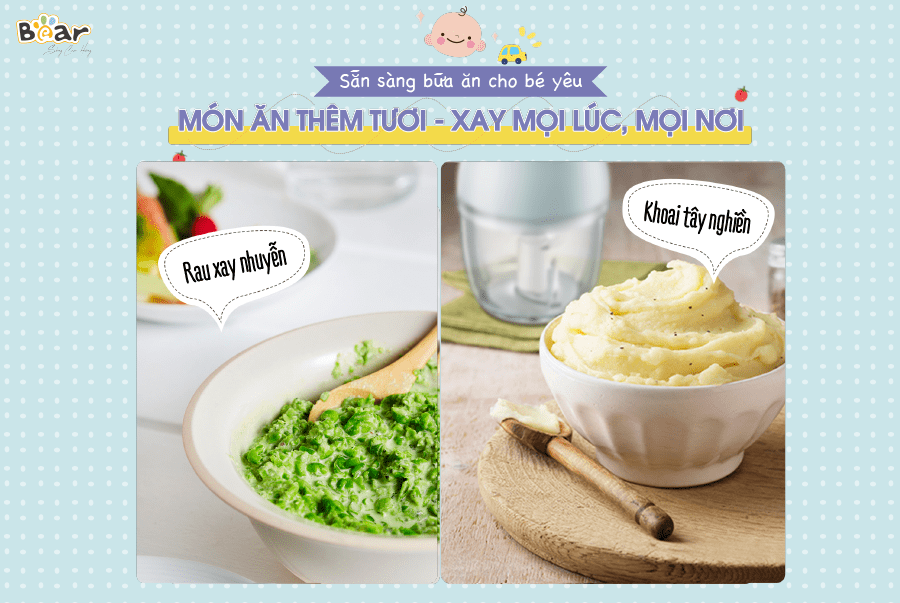 Bear
Sẵn sàng bữa ăn cho bé yêu
MÓN ĂN THÊM TƯƠI - XAY MỌI LÚC, MỌI NƠI
Rau xay nhuyễn
Khoai tây nghiền